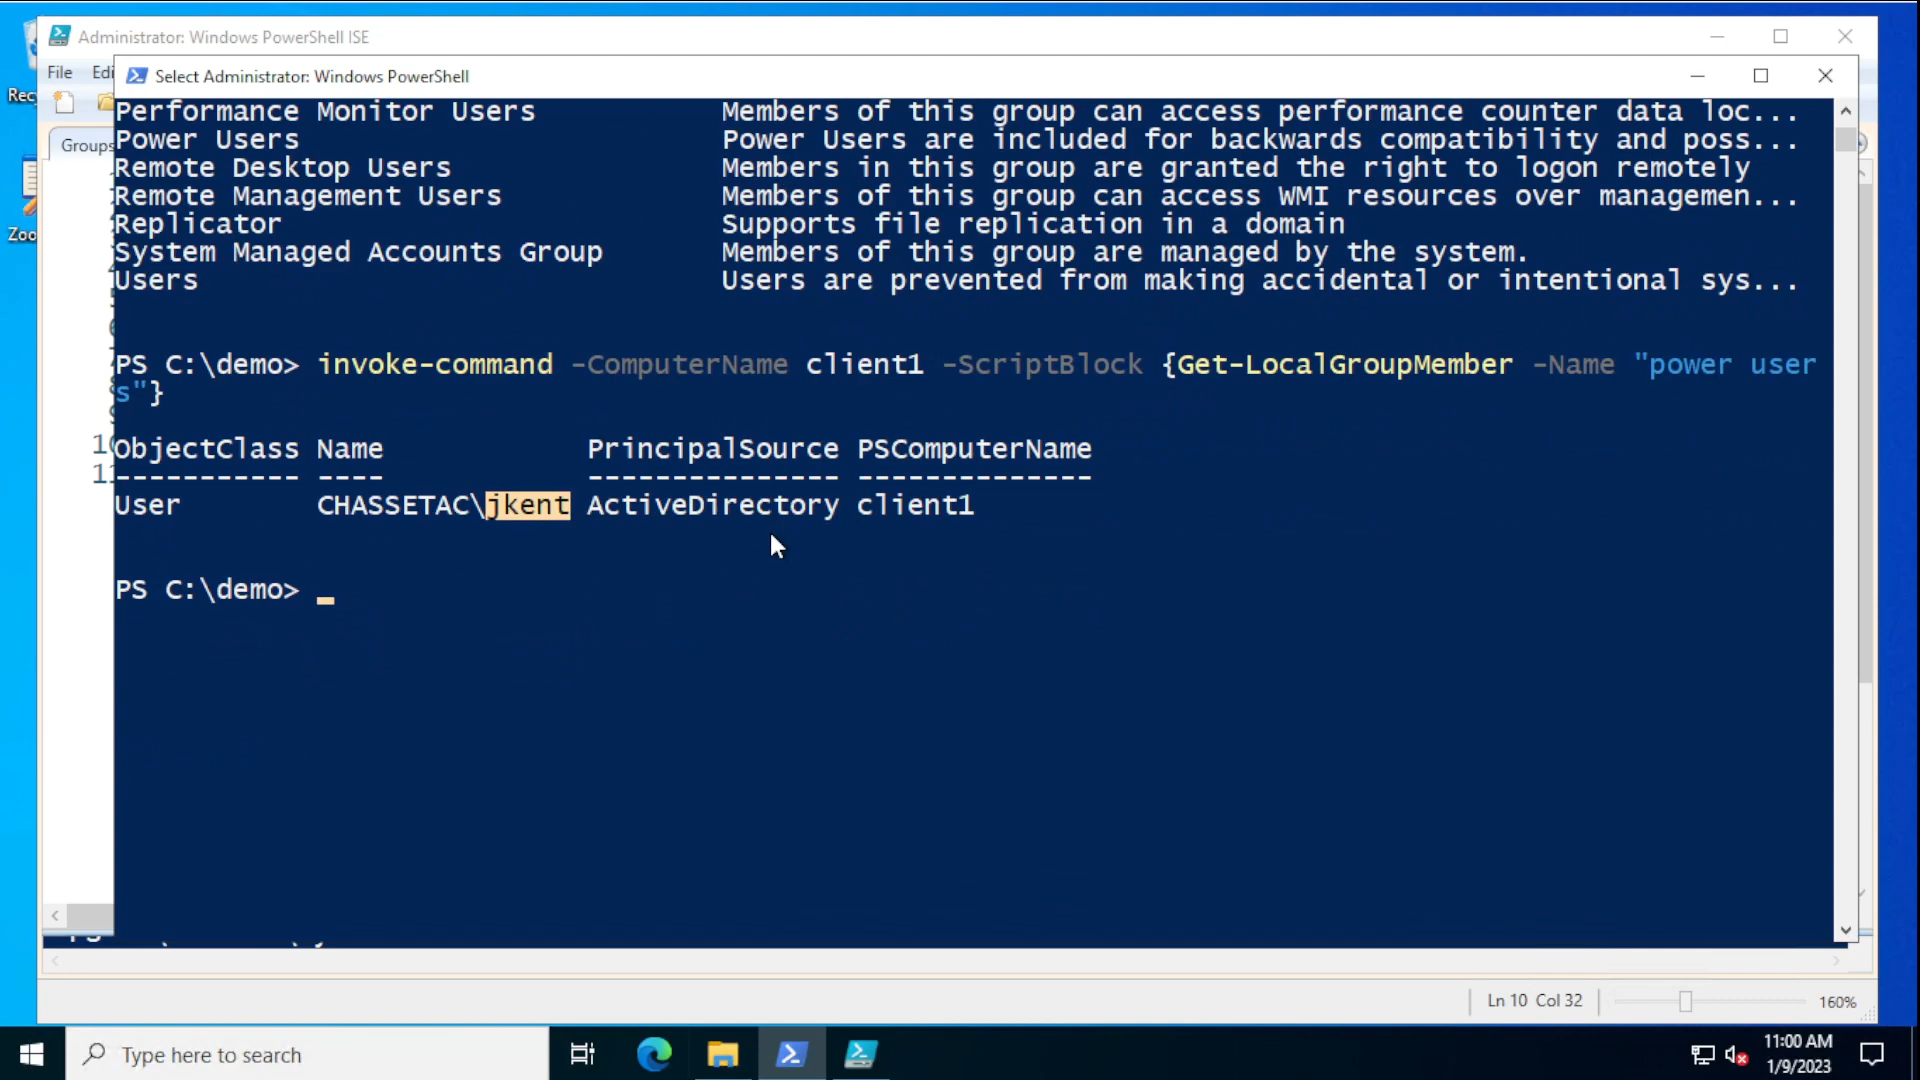 Administrator: Windows PowerShell ISE
File Edi
Select Administrator: Windows PowerShell
Rec
Groups
Zoo
Performance Monitor Users Members of this group can access performance counter data loc...
Power Users Power Users are included for backwards compatibility and poss...
Remote Desktop Users Members in this group are granted the right to logon remotely
Remote Management Users Members of this group can access WMI resources over managemen...
Replicator Supports file replication in a domain
System Managed Accounts Group Members of this group are managed by the system.
Users Users are prevented from making accidental or intentional sys...
PS C:\demo> invoke-command -ComputerName client1 -ScriptBlock {Get-LocalGroupMember -Name "power user
s"}
10
11
ObjectClass Name PrincipalSource PSComputerName
----------- ---- --------------- --------------
User CHASSETAC\jkent ActiveDirectory client1
PS C:\demo> _
Ln 10 Col 32
160%
Type here to search
11:00 AM
1/9/2023